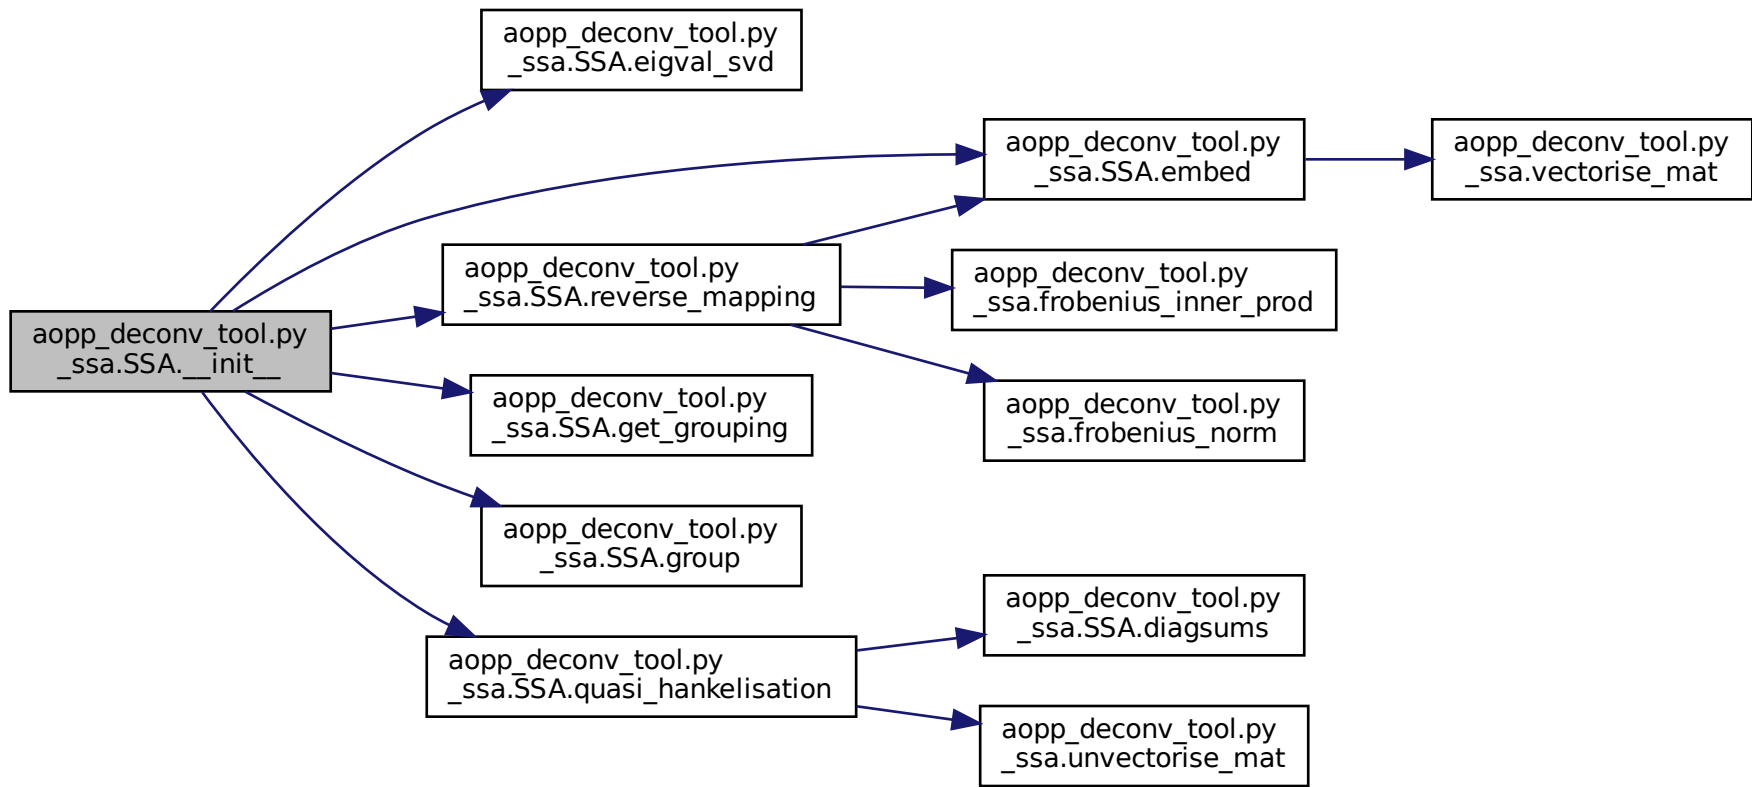 aopp_deconv_tool.py
_ssa.SSA.eigval_svd
aopp_deconv_tool.py
_ssa.SSA.embed
aopp_deconv_tool.py
_ssa.vectorise_mat
aopp_deconv_tool.py
_ssa.SSA.reverse_mapping
aopp_deconv_tool.py
_ssa.frobenius_inner_prod
aopp_deconv_tool.py
_ssa.SSA.__init__
aopp_deconv_tool.py
_ssa.SSA.get_grouping
aopp_deconv_tool.py
_ssa.frobenius_norm
aopp_deconv_tool.py
_ssa.SSA.group
aopp_deconv_tool.py
_ssa.SSA.diagsums
aopp_deconv_tool.py
_ssa.SSA.quasi_hankelisation
aopp_deconv_tool.py
_ssa.unvectorise_mat